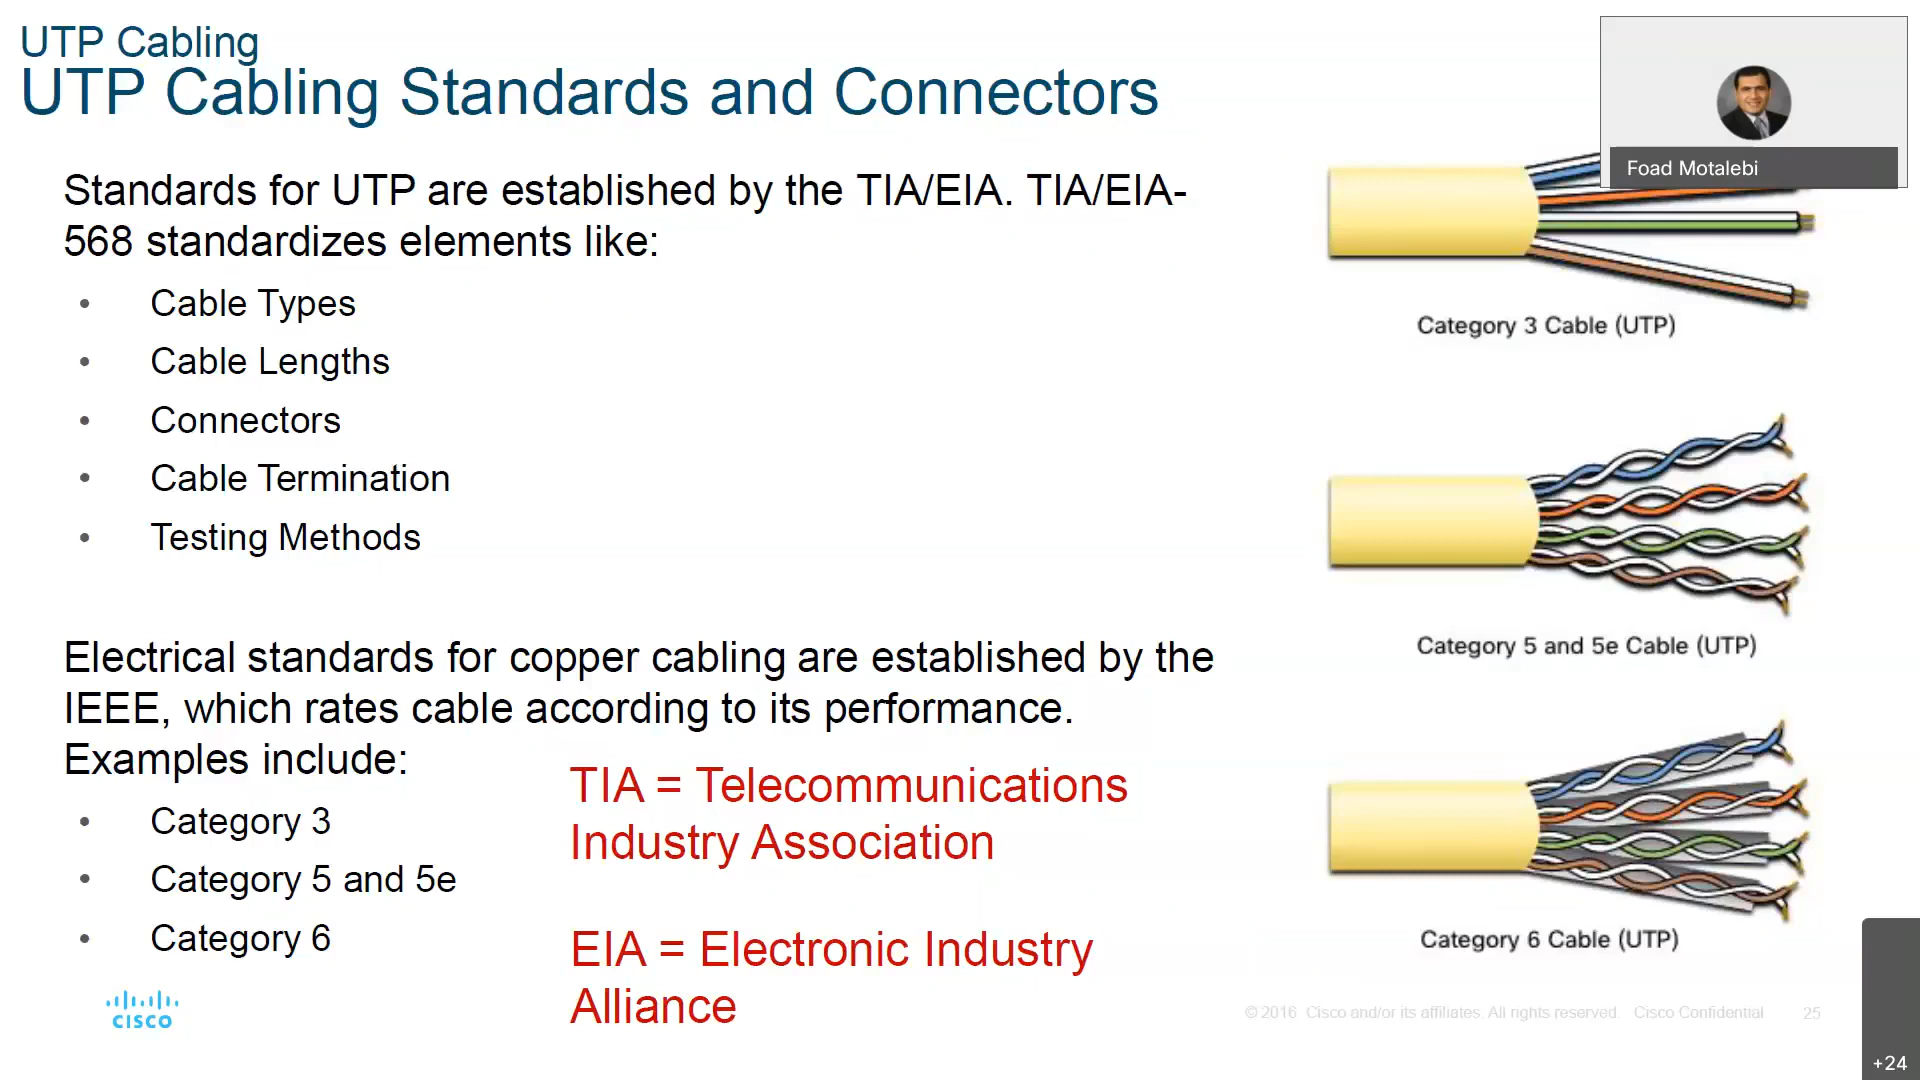 UTP Cabling
UTP Cabling Standards and Connectors
Foad Motalebi
Standards for UTP are established by the TIA/EIA. TIA/EIA-
568 standardizes elements like:
• Cable Types
• Cable Lengths
• Connectors
• Cable Termination
• Testing Methods
Electrical standards for copper cabling are established by the
IEEE, which rates cable according to its performance.
Examples include:
• Category 3
• Category 5 and 5e
• Category 6
TIA = Telecommunications
Industry Association
EIA = Electronic Industry
Alliance
Category 3 Cable (UTP)
Category 5 and 5e Cable (UTP)
Category 6 Cable (UTP)
CISCO
© 2016 Cisco and/or its affiliates. All rights reserved. Cisco Confidential 25
+24